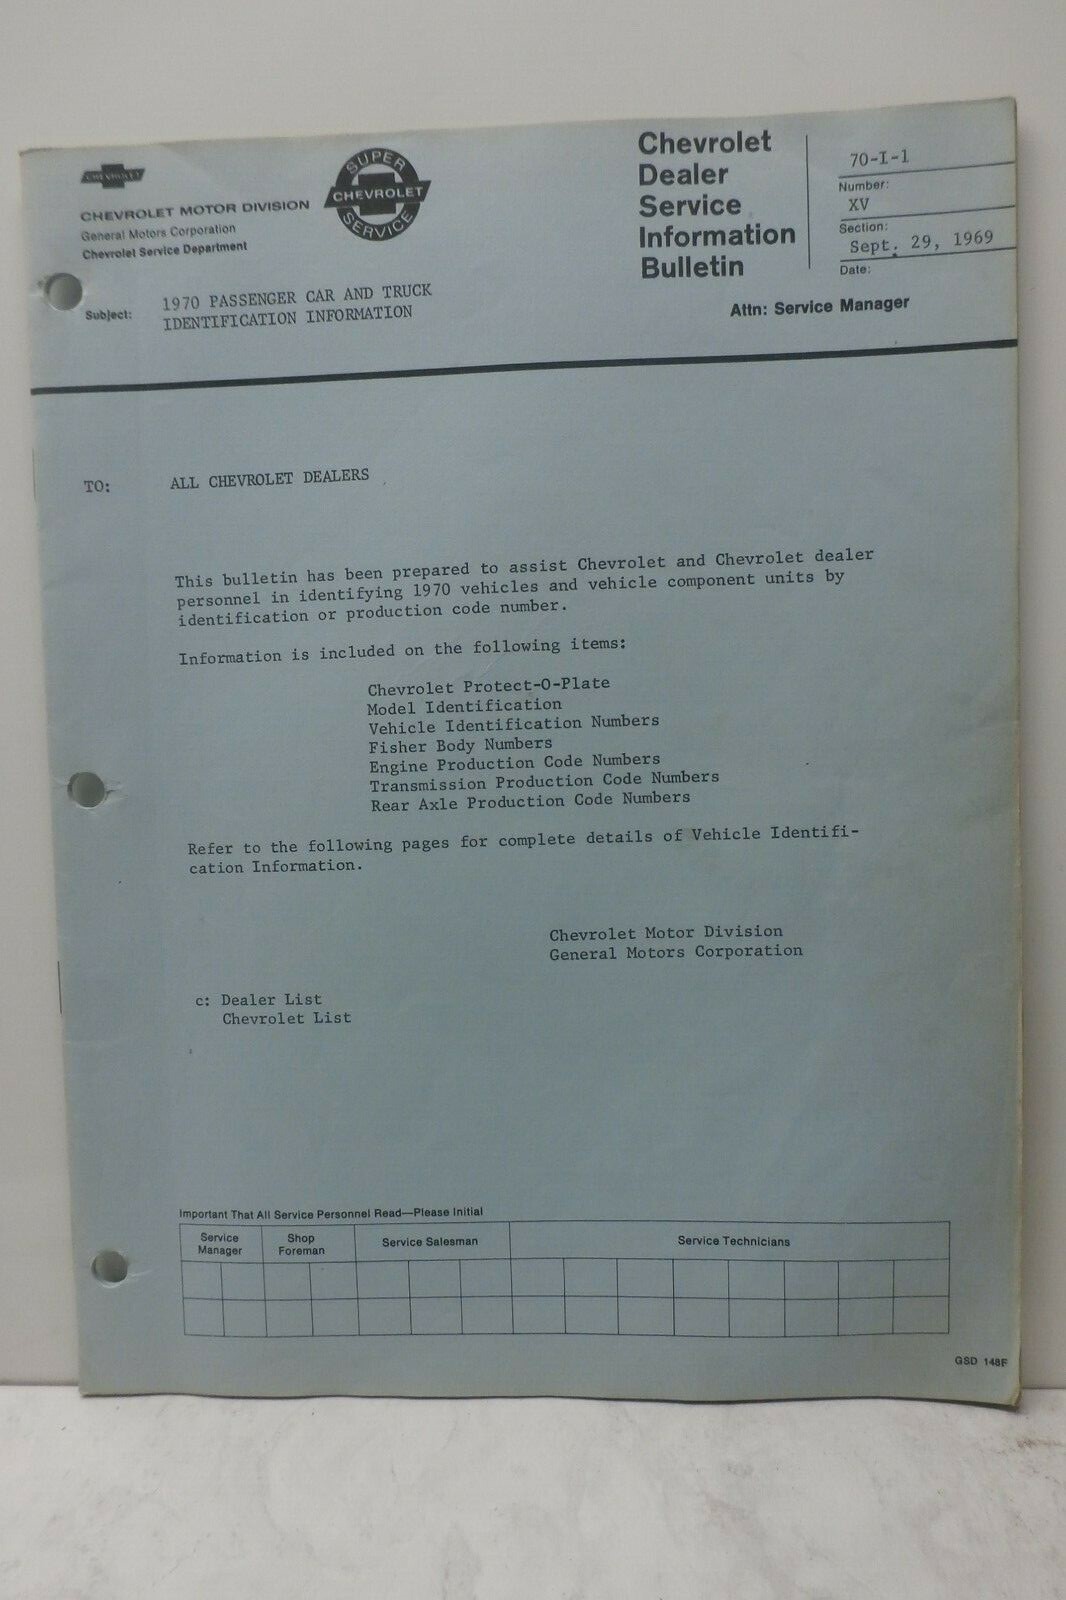 CHEVROLET
CHEVROLET MOTOR DIVISION
General Motors Corporation
Chevrolet Service Department
SUPER
CHEVROLET
SERVICE
Chevrolet
Dealer
Service
Information
Bulletin
70-I-1
Number:
XV
Section:
Sept. 29, 1969
Date:
Attn: Service Manager
Subject: 1970 PASSENGER CAR AND TRUCK
IDENTIFICATION INFORMATION
TO: ALL CHEVROLET DEALERS
This bulletin has been prepared to assist Chevrolet and Chevrolet dealer
personnel in identifying 1970 vehicles and vehicle component units by
identification or production code number.
Information is included on the following items:
Chevrolet Protect-O-Plate
Model Identification
Vehicle Identification Numbers
Fisher Body Numbers
Engine Production Code Numbers
Transmission Production Code Numbers
Rear Axle Production Code Numbers
Refer to the following pages for complete details of Vehicle Identifi-
cation Information.
Chevrolet Motor Division
General Motors Corporation
c: Dealer List
Chevrolet List
Important That All Service Personnel Read—Please Initial
Service
Manager
Shop
Foreman
Service Salesman
Service Technicians
GSD 148F